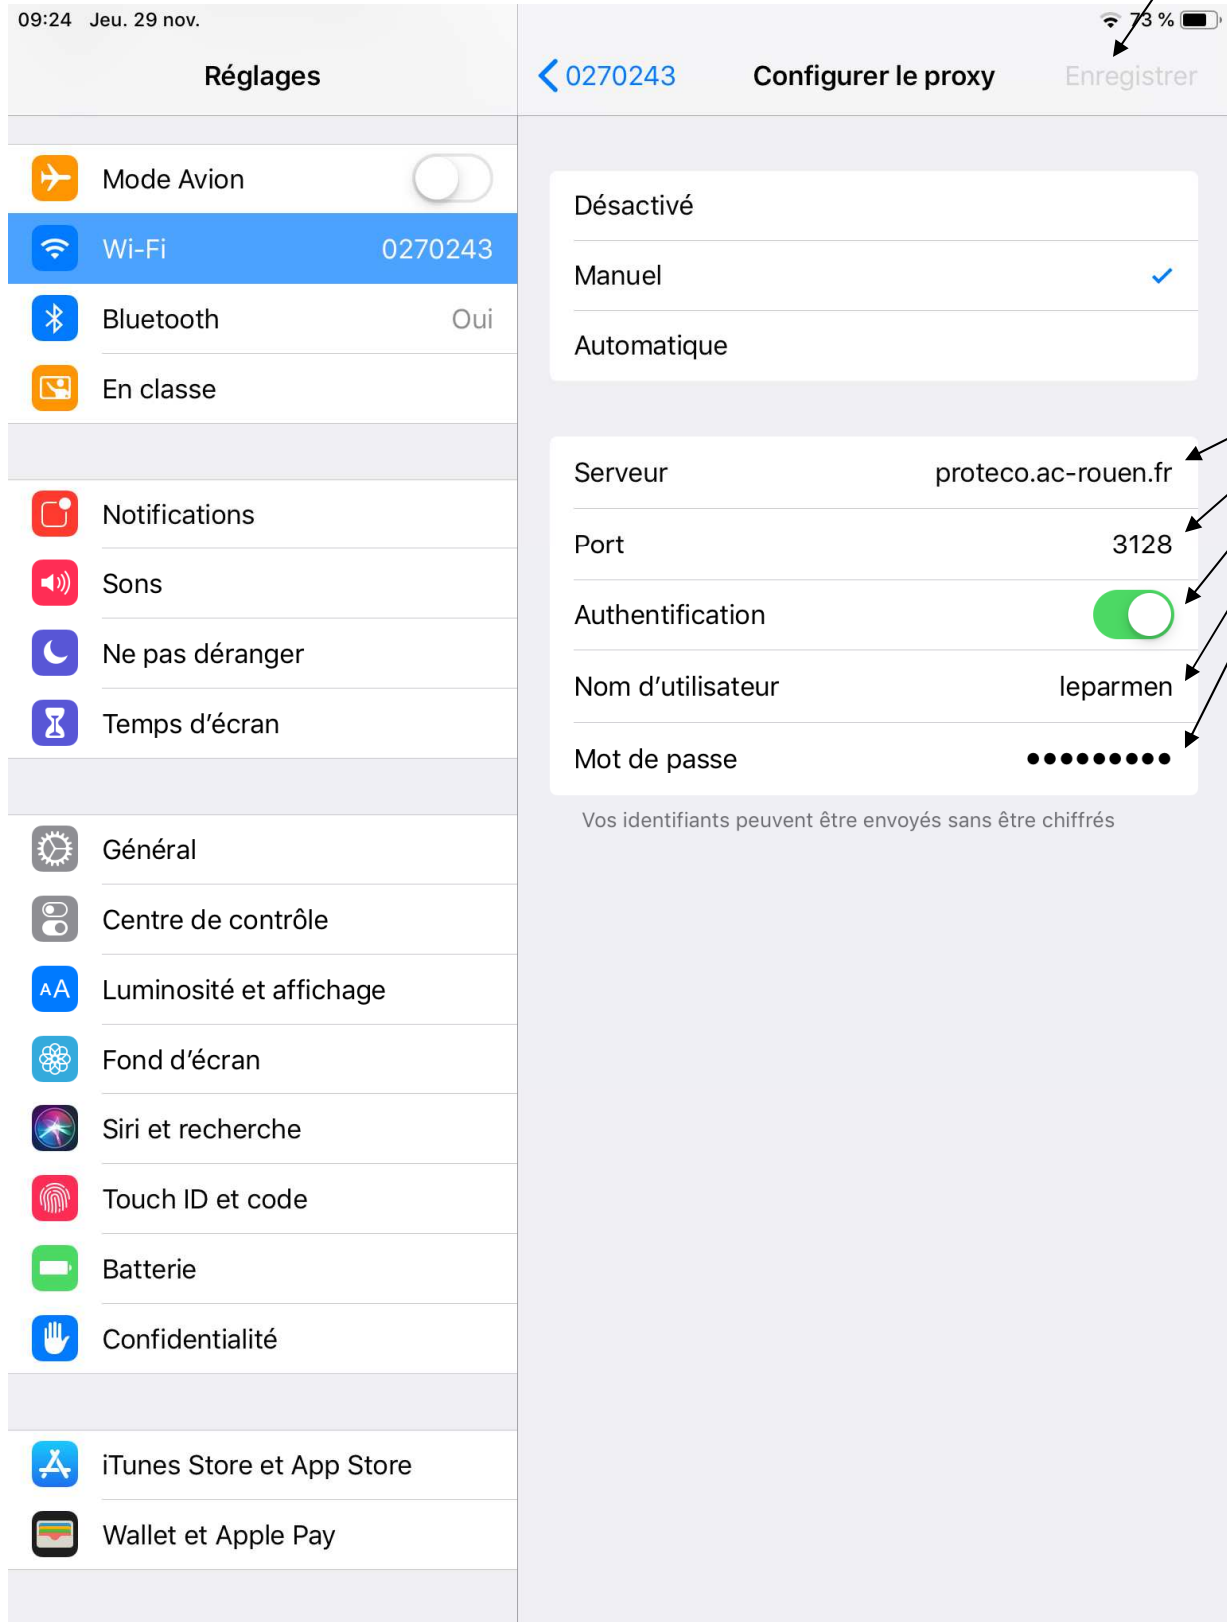 09:24 Jeu. 29 nov.
73 %
Réglages
0270243
Configurer le proxy
Enregistrer
Mode Avion
Wi-Fi 0270243
Bluetooth Oui
En classe
Notifications
Sons
Ne pas déranger
Temps d’écran
Général
Centre de contrôle
AA Luminosité et affichage
Fond d’écran
Siri et recherche
Touch ID et code
Batterie
Confidentialité
iTunes Store et App Store
Wallet et Apple Pay
Désactivé
Manuel
Automatique
Serveur proteco.ac-rouen.fr
Port 3128
Authentification
Nom d’utilisateur leparmen
Mot de passe •••••••••
Vos identifiants peuvent être envoyés sans être chiffrés